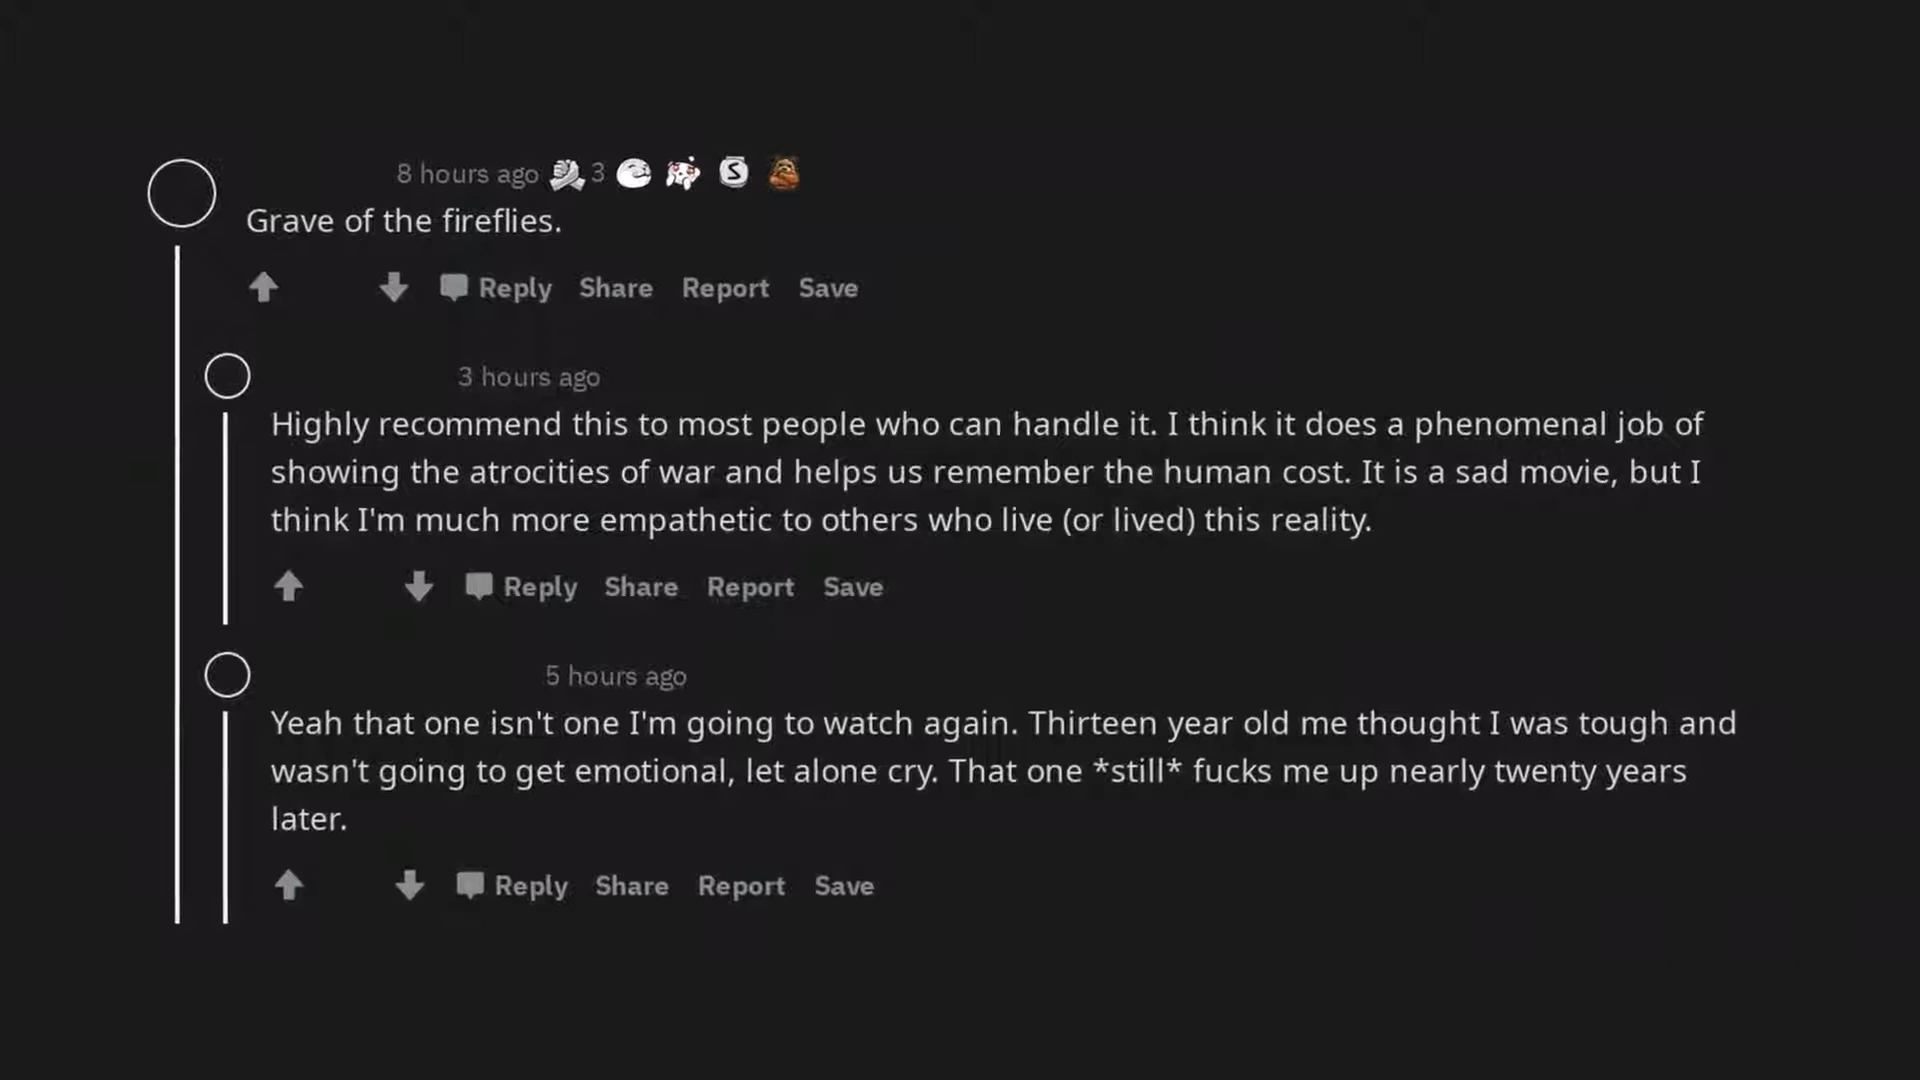 8 hours ago 3 S
Grave of the fireflies.
Reply Share Report Save
3 hours ago
Highly recommend this to most people who can handle it. I think it does a phenomenal job of
showing the atrocities of war and helps us remember the human cost. It is a sad movie, but I
think I'm much more empathetic to others who live (or lived) this reality.
Reply Share Report Save
5 hours ago
Yeah that one isn't one I'm going to watch again. Thirteen year old me thought I was tough and
wasn't going to get emotional, let alone cry. That one *still* fucks me up nearly twenty years
later.
Reply Share Report Save